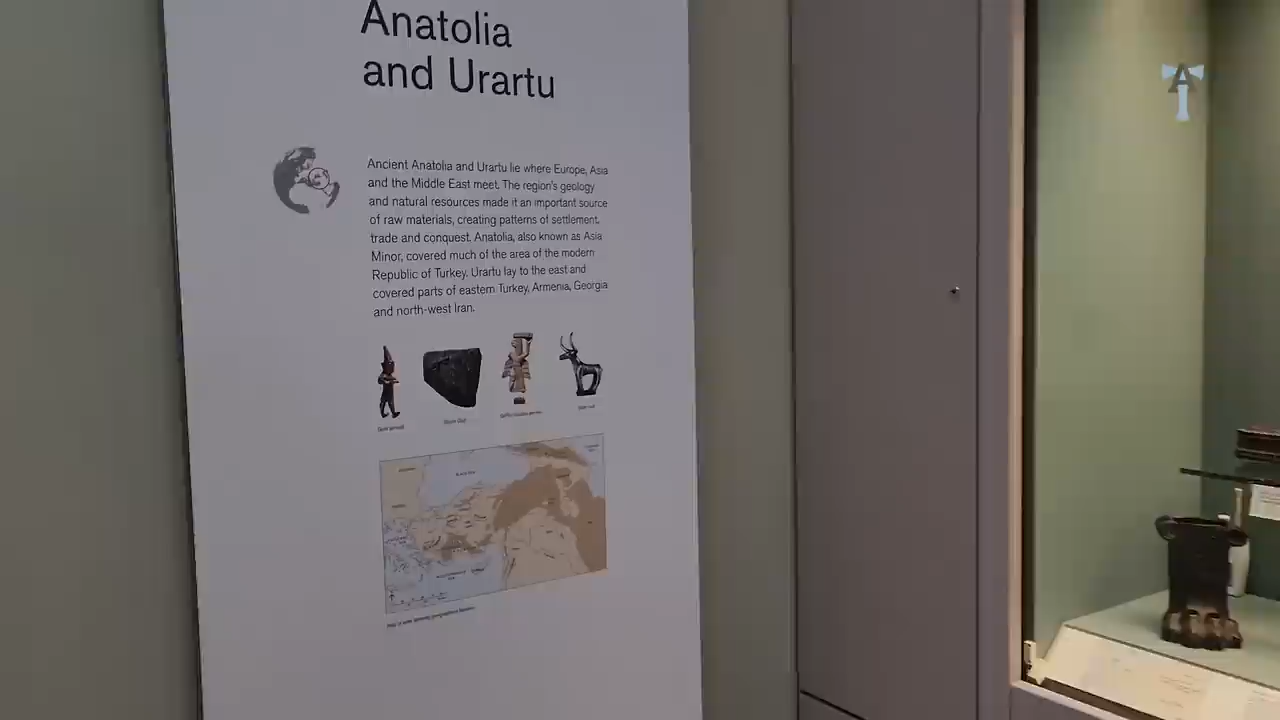 Anatolia
and Urartu
A
Ancient Anatolia and Urartu lie where Europe, Asia
and the Middle East meet. The region's geology
and natural resources made it an important source
of raw materials, creating patterns of settlement,
trade and conquest. Anatolia, also known as Asia
Minor, covered much of the area of the modern
Republic of Turkey. Urartu lay to the east and
covered parts of eastern Turkey, Armenia, Georgia
and north-west Iran.